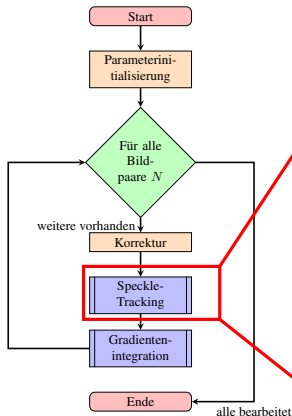 Start
Parameterini-
tialisierung
Für alle
Bild-
paare N
weitere vorhanden
Korrektur
Speckle-
Tracking
Gradienten-
integration
Ende
alle bearbeitet